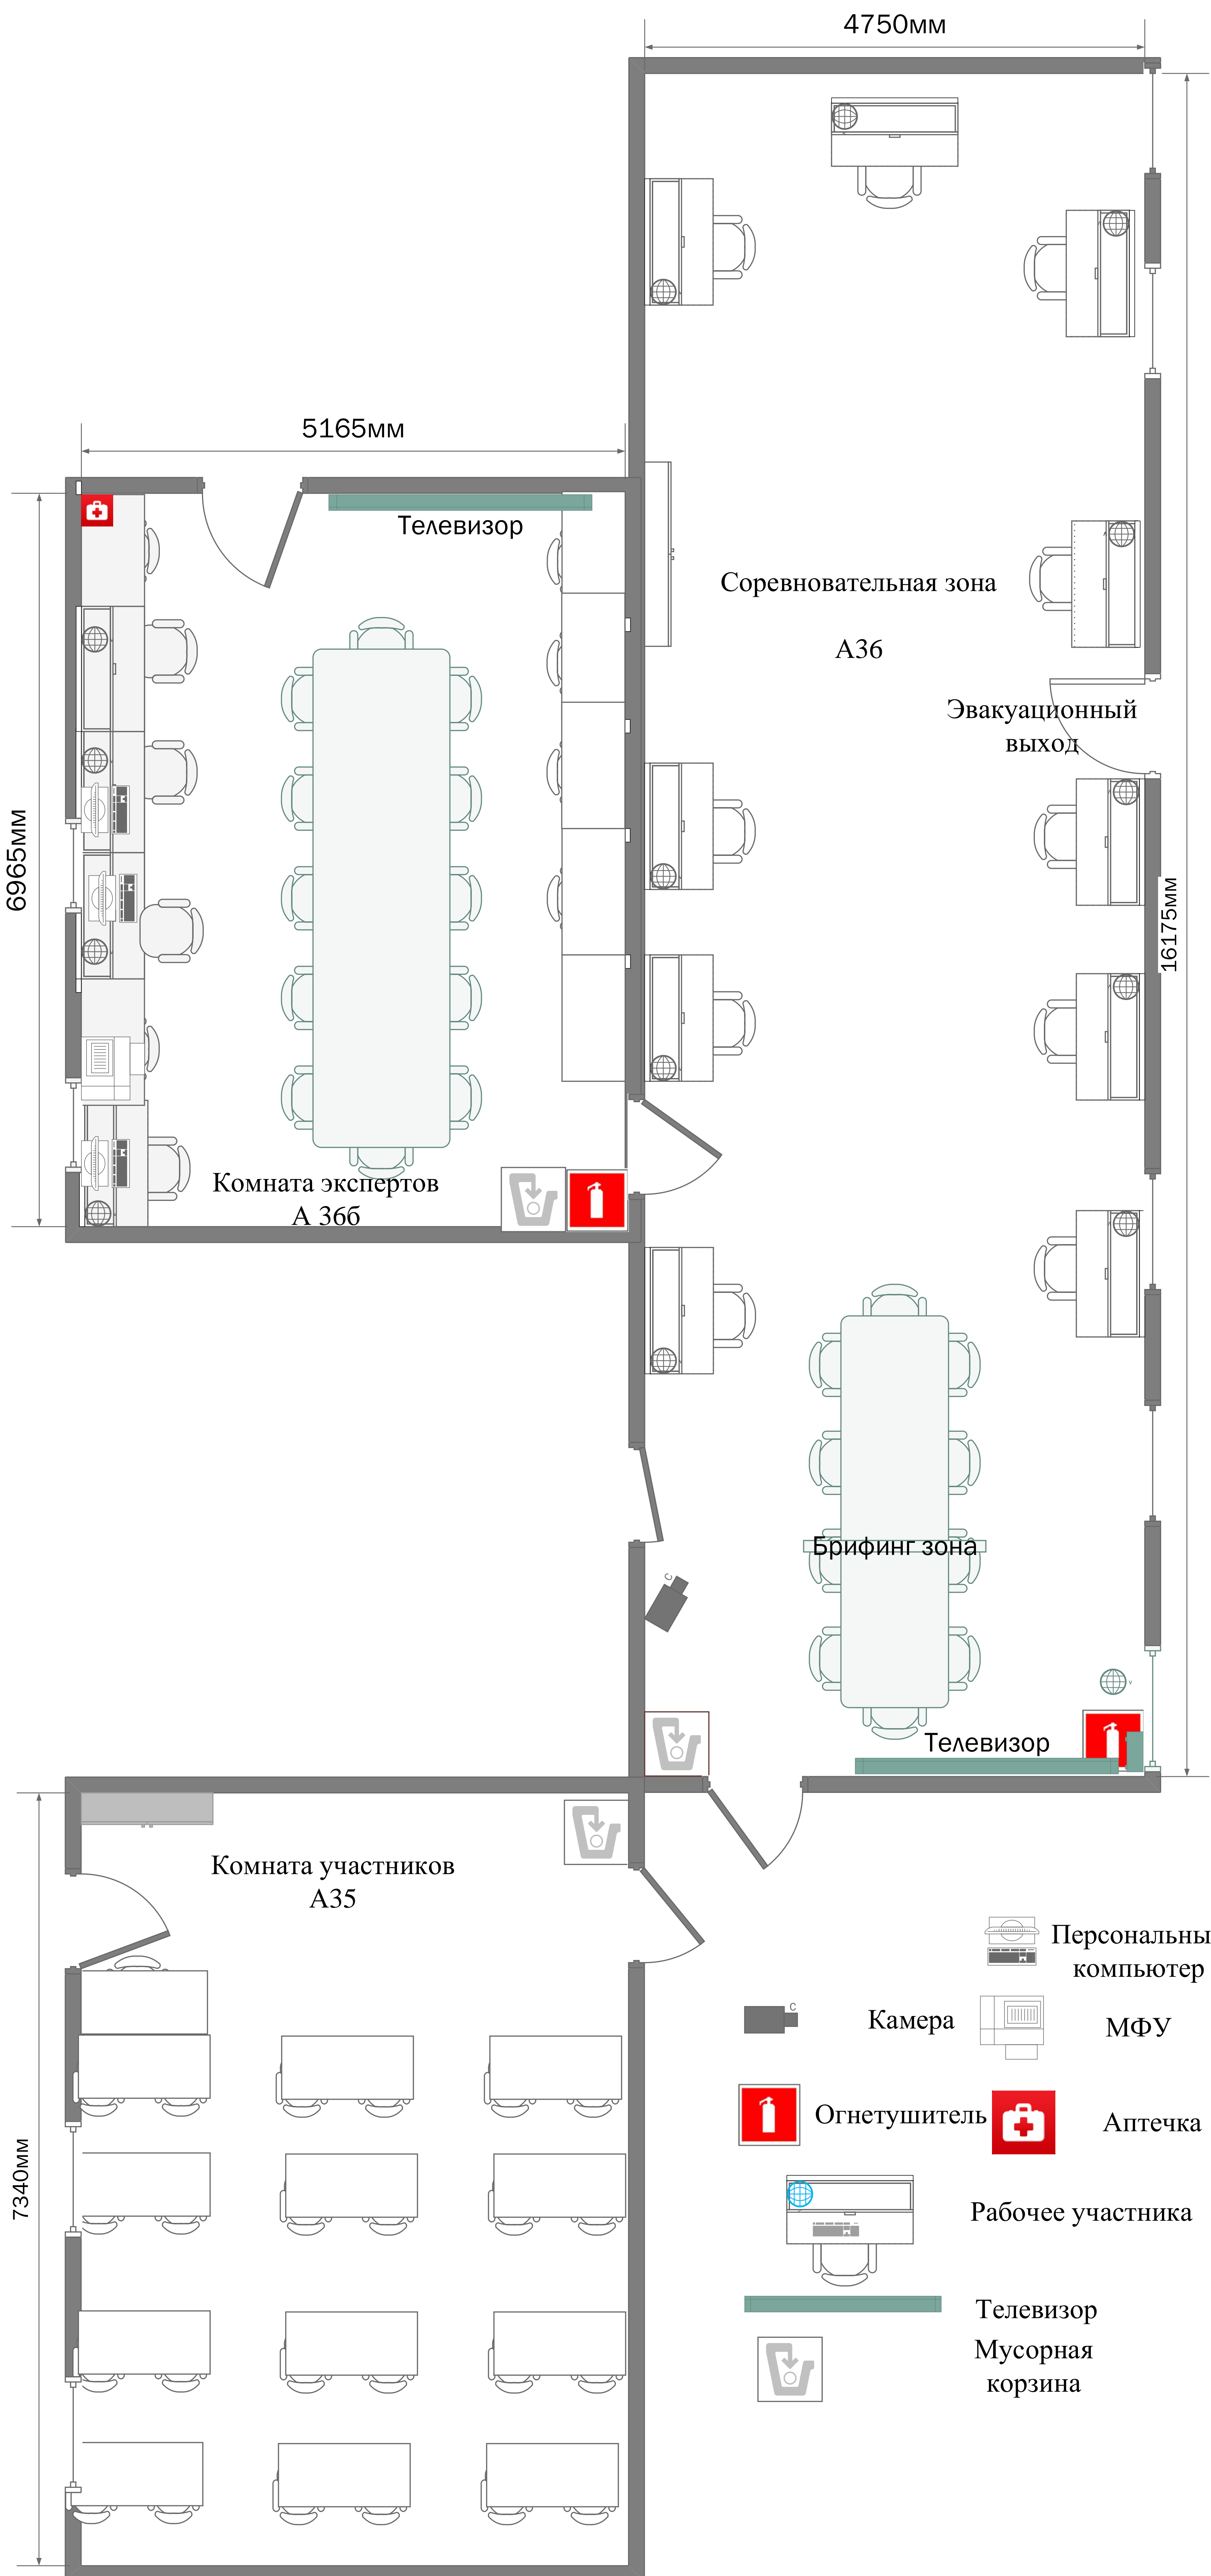 4750мм
5165мм
Телевизор
Соревновательная зона
А36
Эвакуационный
выход
6965мм
16175мм
Комната экспертов
А 36б
Брифинг зона
C
v
Телевизор
Комната участников
А35
7340мм
Персональны
компьютер
C
Камера
МФУ
Огнетушитель
Аптечка
Рабочее участника
Телевизор
Мусорная
корзина